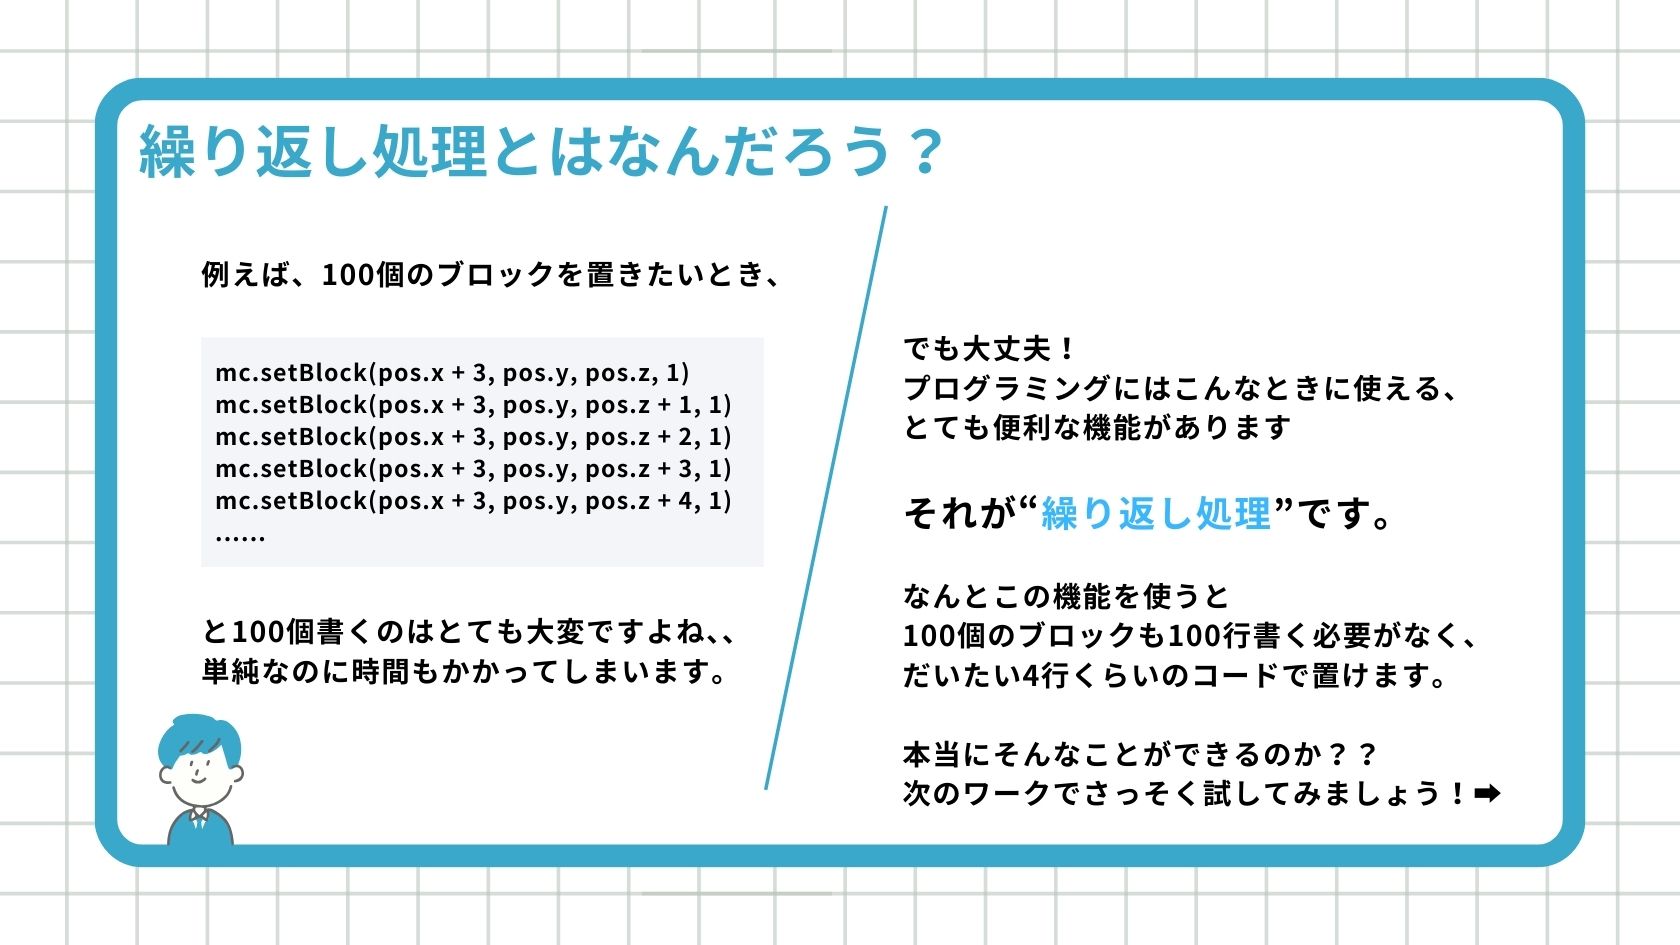 繰り返し処理とはなんだろう？
例えば、100個のブロックを置きたいとき、
mc.setBlock(pos.x + 3, pos.y, pos.z, 1)
mc.setBlock(pos.x + 3, pos.y, pos.z + 1, 1)
mc.setBlock(pos.x + 3, pos.y, pos.z + 2, 1)
mc.setBlock(pos.x + 3, pos.y, pos.z + 3, 1)
mc.setBlock(pos.x + 3, pos.y, pos.z + 4, 1)
......
と100個書くのはとても大変ですよね、、
単純なのに時間もかかってしまいます。
でも大丈夫！
プログラミングにはこんなときに使える、
とても便利な機能があります
それが“繰り返し処理”です。
なんとこの機能を使うと
100個のブロックも100行書く必要がなく、
だいたい4行くらいのコードで置けます。
本当にそんなことができるのか？？
次のワークでさっそく試してみましょう！➡